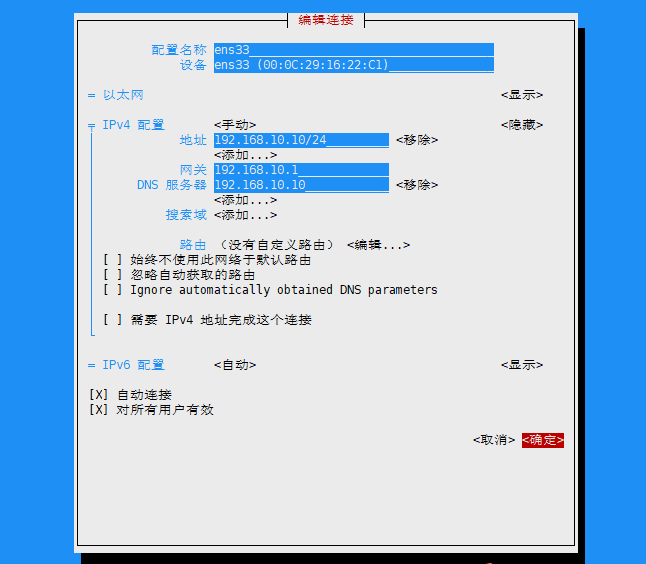 编辑连接
配置名称 ens33
设备 ens33 (00:0C:29:16:22:C1)
= 以太网 <显示>
= IPv4 配置 <手动> <隐藏>
地址 192.168.10.10/24 <移除>
<添加...>
网关 192.168.10.1
DNS 服务器 192.168.10.10 <移除>
<添加...>
搜索域 <添加...>
路由 (没有自定义路由) <编辑...>
[ ] 始终不使用此网络于默认路由
[ ] 忽略自动获取的路由
[ ] Ignore automatically obtained DNS parameters
[ ] 需要 IPv4 地址完成这个连接
= IPv6 配置 <自动> <显示>
[X] 自动连接
[X] 对所有用户有效
<取消> <确定>